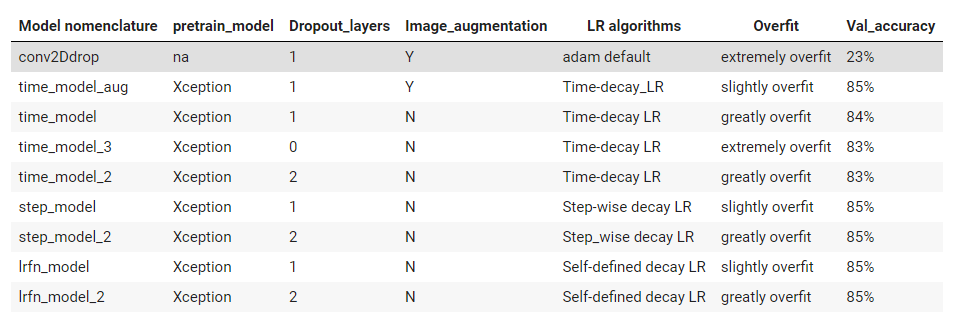 Model nomenclature pretrain_model Dropout_layers Image_augmentation LR algorithms Overfit Val_accuracy
conv2Ddrop na 1 Y adam default extremely overfit 23%
time_model_aug Xception 1 Y Time-decay_LR slightly overfit 85%
time_model Xception 1 N Time-decay LR greatly overfit 84%
time_model_3 Xception 0 N Time-decay LR extremely overfit 83%
time_model_2 Xception 2 N Time-decay LR greatly overfit 83%
step_model Xception 1 N Step-wise decay LR slightly overfit 85%
step_model_2 Xception 2 N Step_wise decay LR greatly overfit 85%
lrfn_model Xception 1 N Self-defined decay LR slightly overfit 85%
lrfn_model_2 Xception 2 N Self-defined decay LR greatly overfit 85%